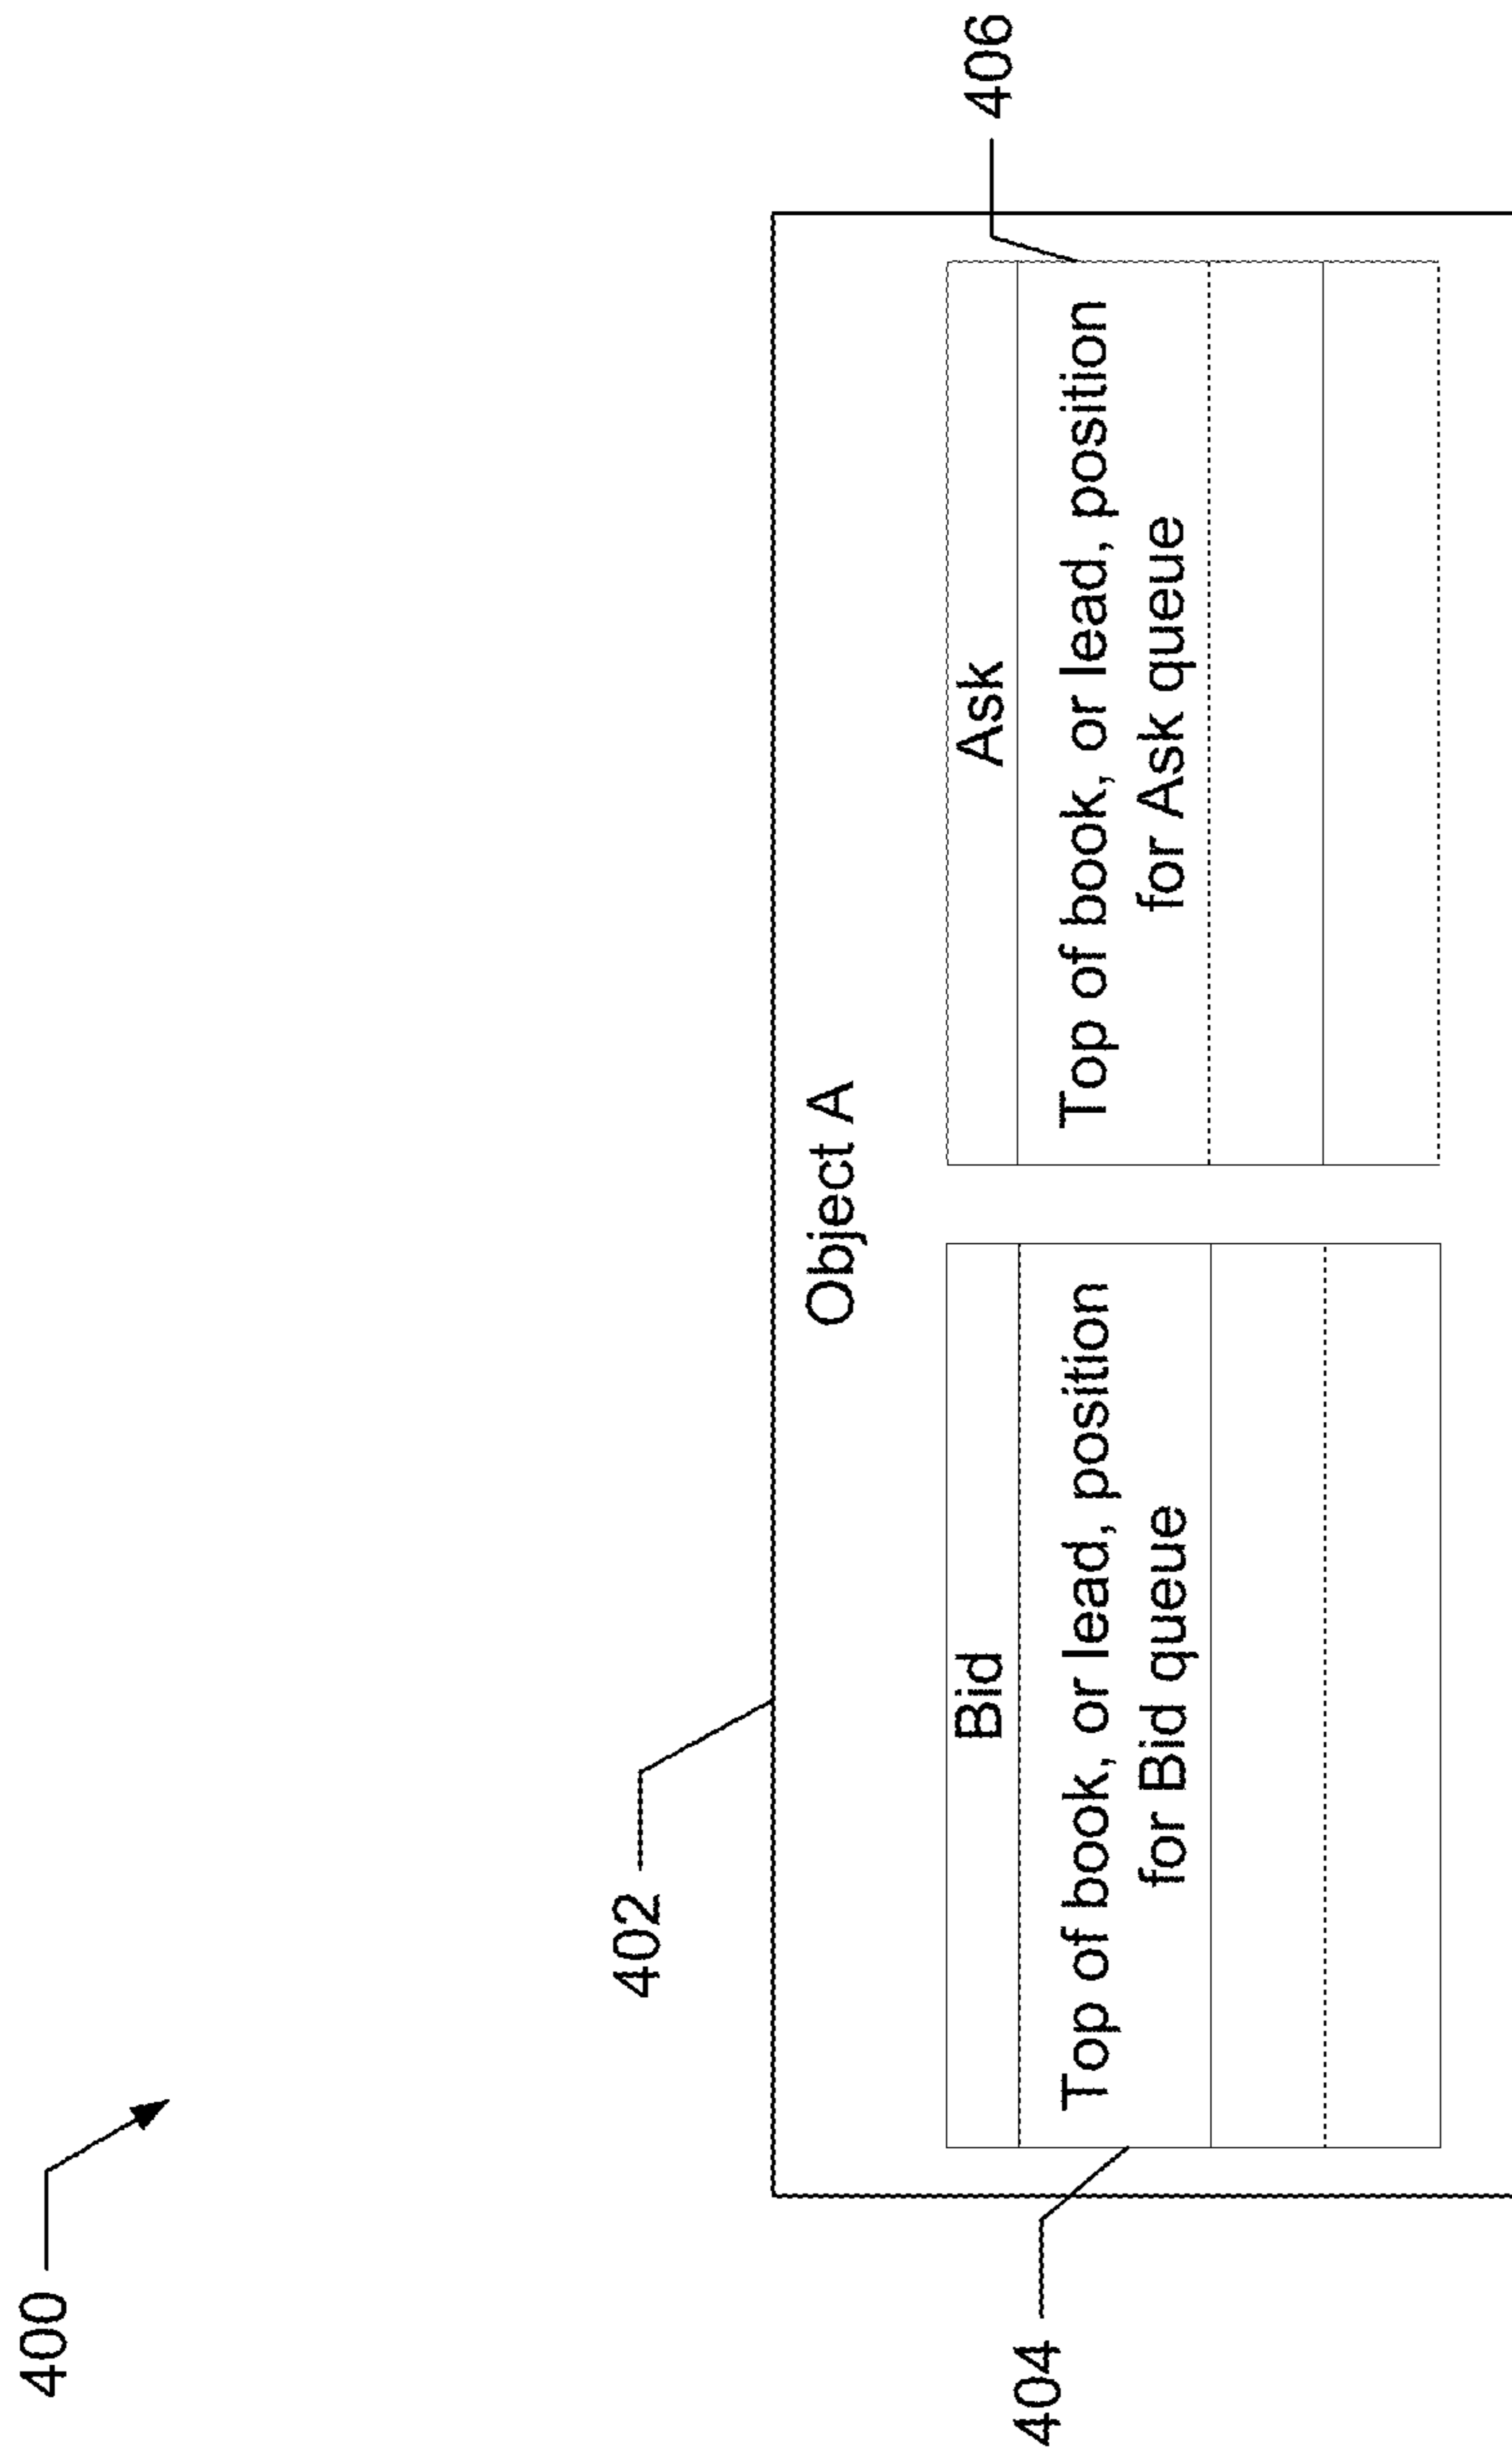 400
402
Object A
404
Bid
Top of book, or lead, position
for Bid queue
406
Ask
Top of book, or lead, position
for Ask queue